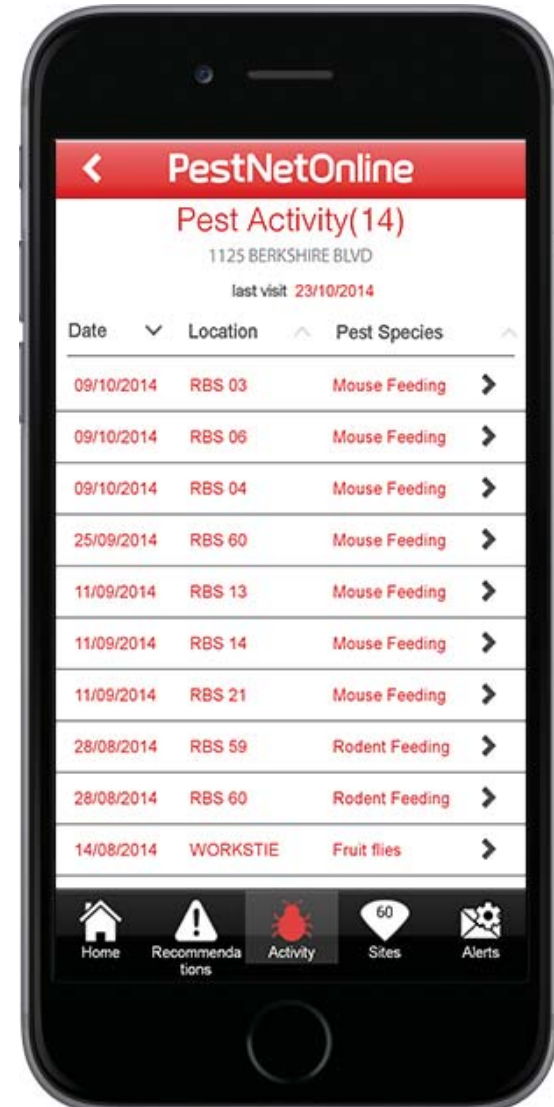 PestNetOnline
Pest Activity(14)
1125 BERKSHIRE BLVD
last visit 23/10/2014
Date Location Pest Species
09/10/2014 RBS 03 Mouse Feeding
09/10/2014 RBS 06 Mouse Feeding
09/10/2014 RBS 04 Mouse Feeding
25/09/2014 RBS 60 Mouse Feeding
11/09/2014 RBS 13 Mouse Feeding
11/09/2014 RBS 14 Mouse Feeding
11/09/2014 RBS 21 Mouse Feeding
28/08/2014 RBS 59 Rodent Feeding
28/08/2014 RBS 60 Rodent Feeding
14/08/2014 WORKSTIE Fruit flies
60
Home Recommenda Activity Sites Alerts
tions